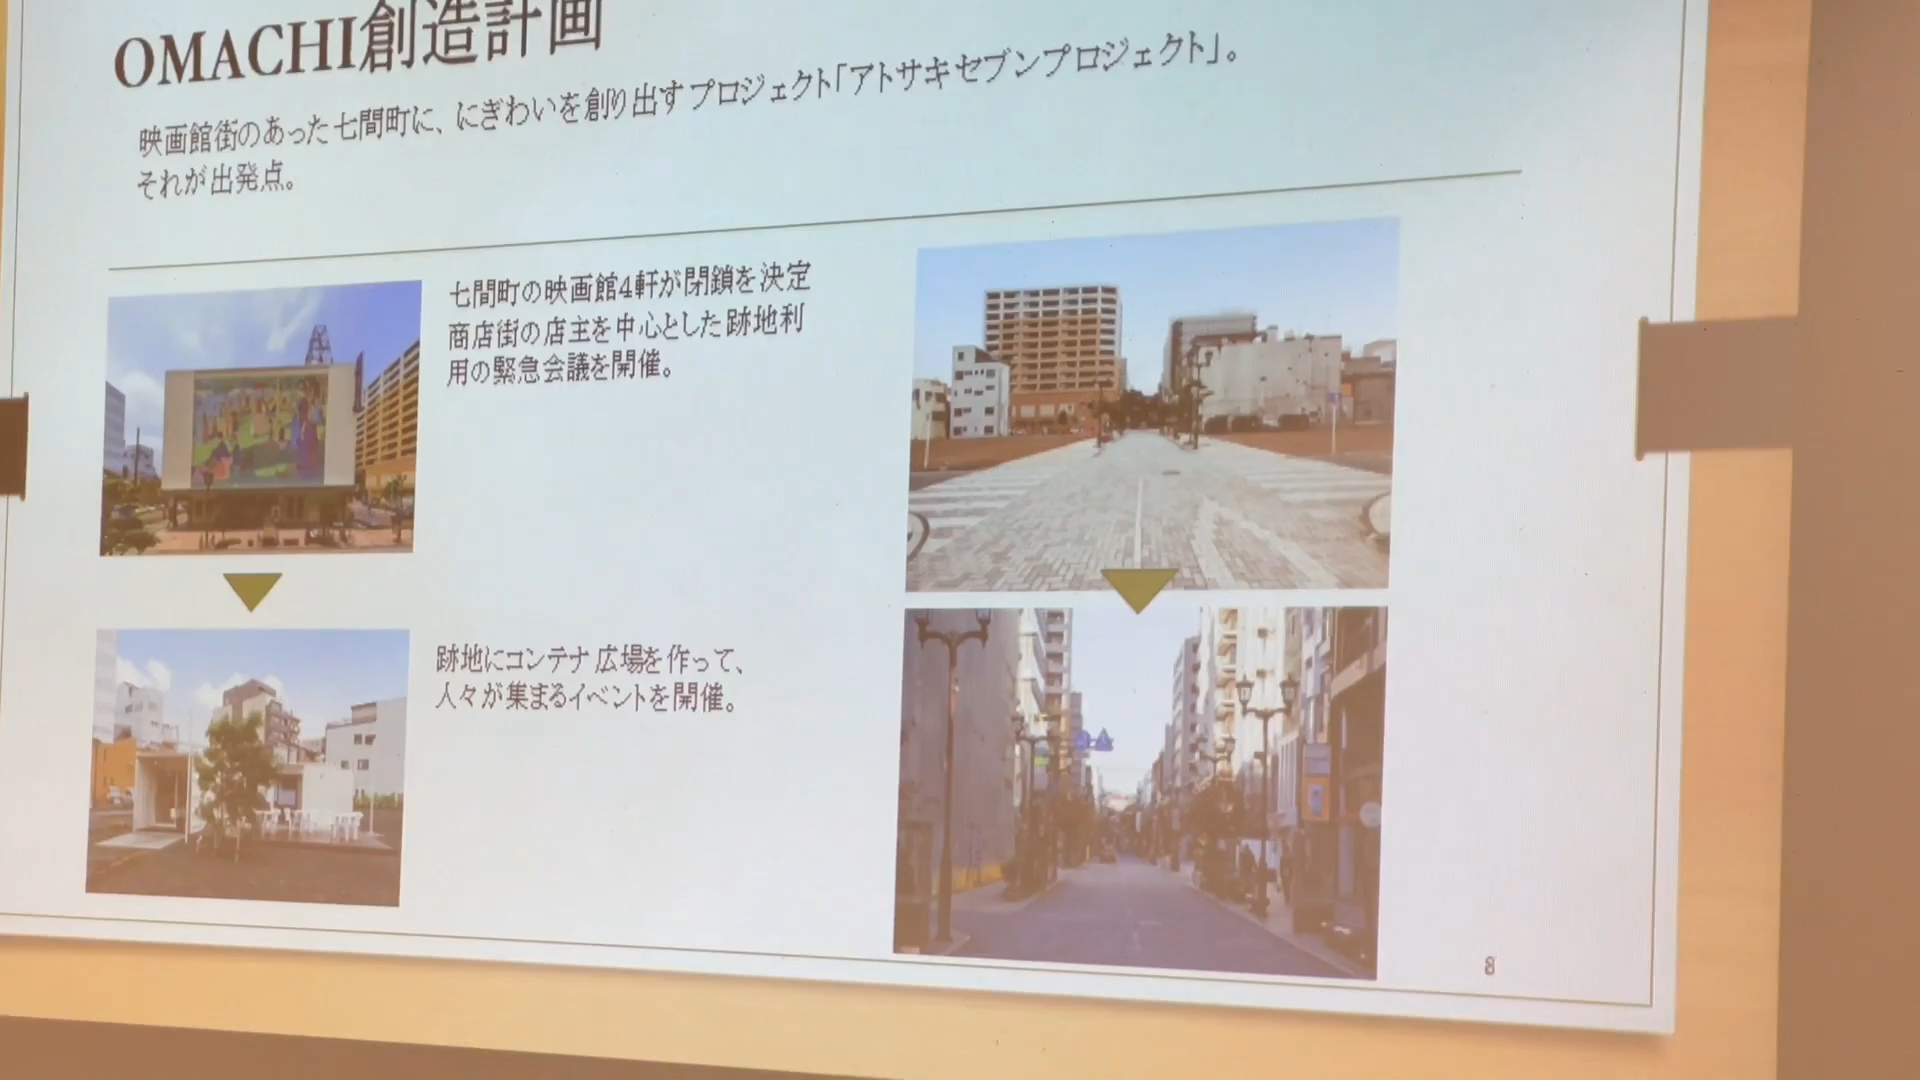 OMACHI創造計画
映画館街のあった七間町に、にぎわいを創り出すプロジェクト「アトサキセブンプロジェクト」。
それが出発点。
七間町の映画館4軒が閉鎖を決定
商店街の店主を中心とした跡地利
用の緊急会議を開催。
跡地にコンテナ広場を作って、
人々が集まるイベントを開催。
8